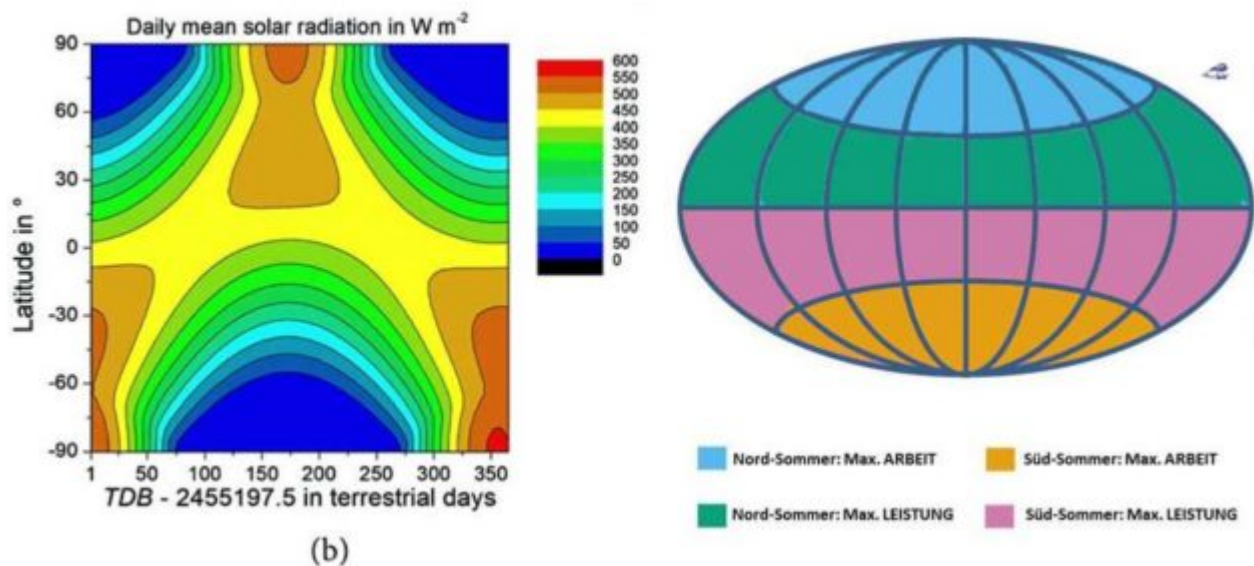 Daily mean solar radiation in W m-2
90
60
30
0
-30
-60
-90
Latitude in °
1 50 100 150 200 250 300 350
TDB - 2455197.5 in terrestrial days
(b)
600
550
500
450
400
350
300
250
200
150
100
50
0
Nord-Sommer: Max. ARBEIT
Süd-Sommer: Max. ARBEIT
Nord-Sommer: Max. LEISTUNG
Süd-Sommer: Max. LEISTUNG